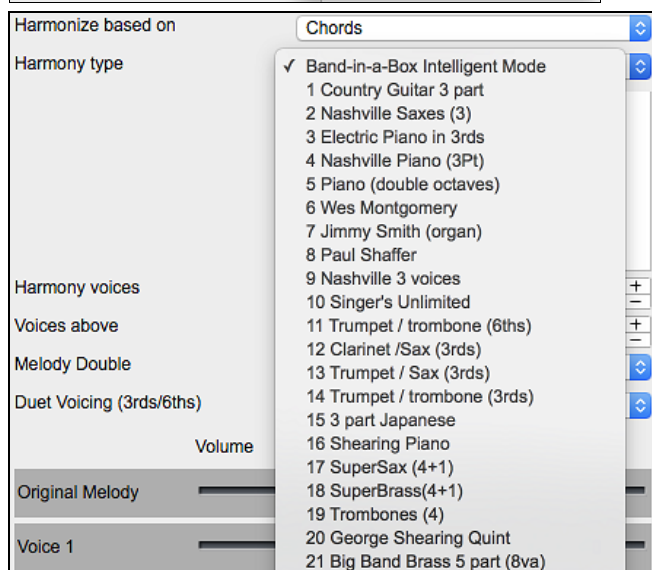 Harmonize based on Chords
Harmony type
✓ Band-in-a-Box Intelligent Mode
1 Country Guitar 3 part
2 Nashville Saxes (3)
3 Electric Piano in 3rds
4 Nashville Piano (3Pt)
5 Piano (double octaves)
6 Wes Montgomery
7 Jimmy Smith (organ)
8 Paul Shaffer
9 Nashville 3 voices
10 Singer's Unlimited
11 Trumpet / trombone (6ths)
12 Clarinet /Sax (3rds)
13 Trumpet / Sax (3rds)
14 Trumpet / trombone (3rds)
15 3 part Japanese
16 Shearing Piano
17 SuperSax (4+1)
18 SuperBrass(4+1)
19 Trombones (4)
20 George Shearing Quint
21 Big Band Brass 5 part (8va)
Harmony voices
+
−
Voices above
+
−
Melody Double
Duet Voicing (3rds/6ths)
Volume
Original Melody
Voice 1